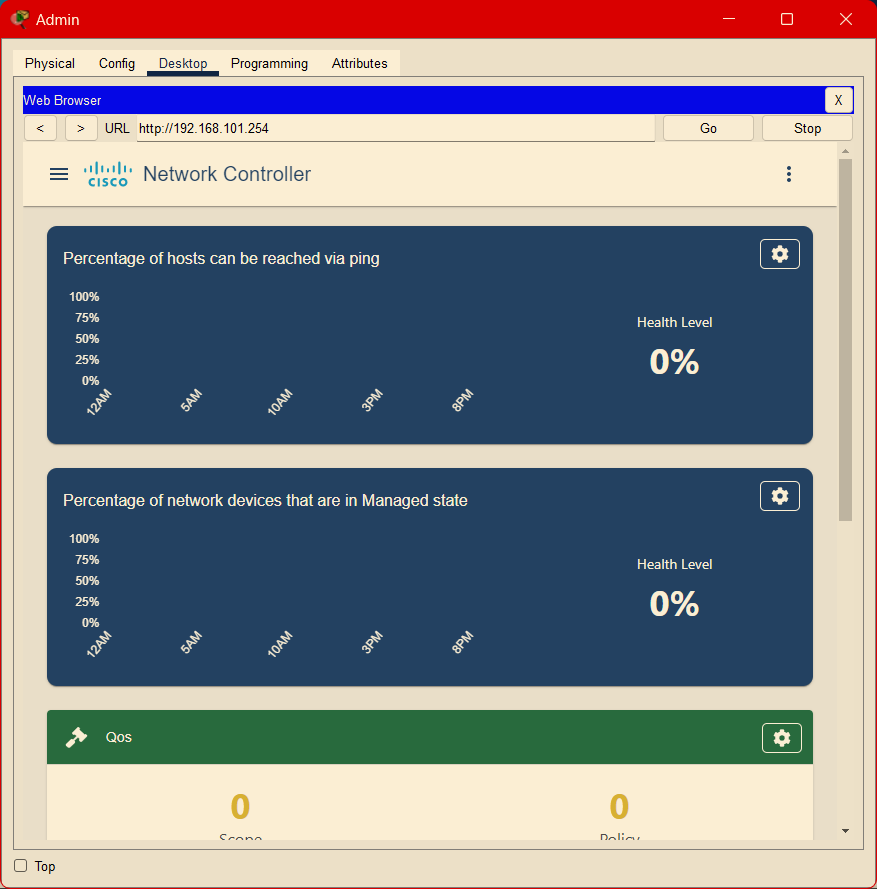 Admin
Physical Config Desktop Programming Attributes
Web Browser X
< > URL http://192.168.101.254 Go Stop
CISCO Network Controller
Percentage of hosts can be reached via ping
100%
75%
50%
25%
0%
12AM 5AM 10AM 3PM 8PM
Health Level
0%
Percentage of network devices that are in Managed state
100%
75%
50%
25%
0%
12AM 5AM 10AM 3PM 8PM
Health Level
0%
Qos
0 0
Scope Policy
Top